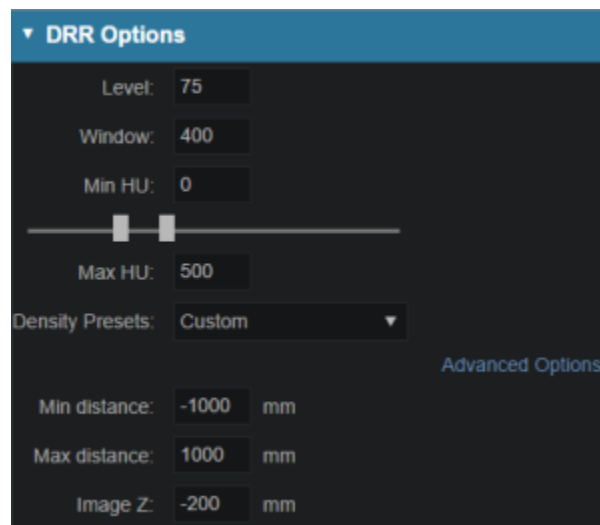 ▼ DRR Options
Level: 75
Window: 400
Min HU: 0
Max HU: 500
Density Presets: Custom ▼
Advanced Options
Min distance: -1000 mm
Max distance: 1000 mm
Image Z: -200 mm